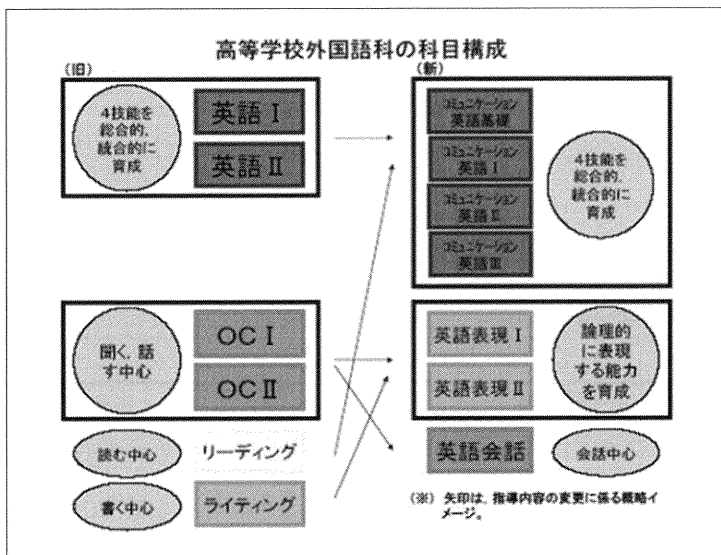 高等学校外国語科の科目構成
(旧)
4技能を
総合的,
統合的に
育成
英語Ⅰ
英語Ⅱ
聞く, 話
す中心
OCⅠ
OCⅡ
読む中心
リーディング
書く中心
ライティング
(新)
コミュニケーション
英語基礎
コミュニケーション
英語Ⅰ
コミュニケーション
英語Ⅱ
コミュニケーション
英語Ⅲ
4技能を
総合的,
統合的に
育成
英語表現Ⅰ
英語表現Ⅱ
論理的
に表現
する能力
を育成
英語会話
会話中心
(※) 矢印は, 指導内容の変更に係る概略イ
メージ。